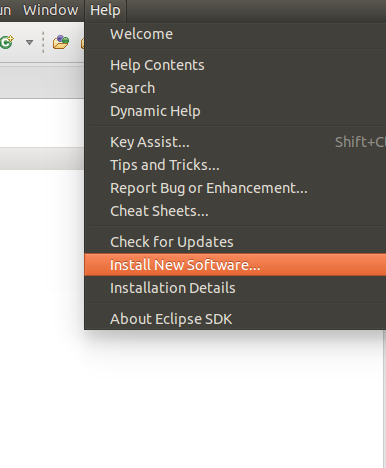 Window Help
Welcome
Help Contents
Search
Dynamic Help
Key Assist... Shift+C
Tips and Tricks...
Report Bug or Enhancement...
Cheat Sheets...
Check for Updates
Install New Software...
Installation Details
About Eclipse SDK